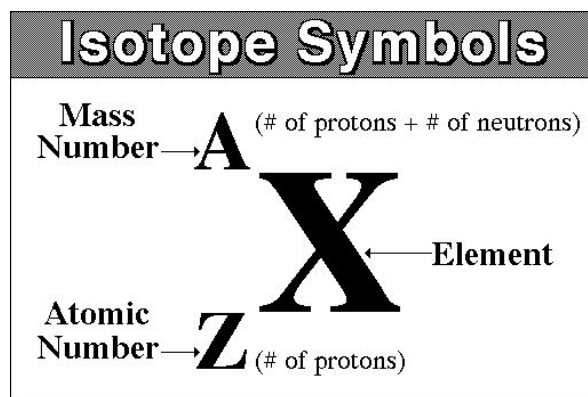 Isotope Symbols
Mass
Number
A
(# of protons + # of neutrons)
X
Element
Atomic
Number
Z
(# of protons)